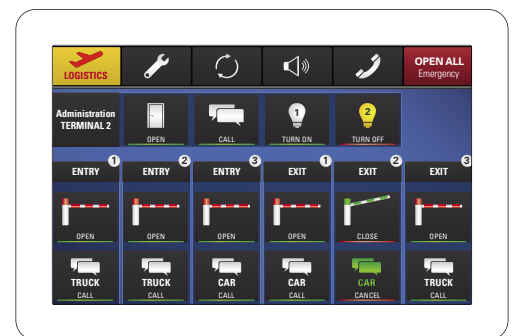 LOGISTICS
OPEN ALL
Emergency
Administration
TERMINAL 2
OPEN
CALL
1
TURN ON
2
TURN OFF
ENTRY 1
ENTRY 2
ENTRY 3
EXIT 1
EXIT 2
EXIT 3
OPEN
OPEN
OPEN
OPEN
CLOSE
OPEN
TRUCK
CALL
TRUCK
CALL
CAR
CALL
CAR
CALL
CAR
CANCEL
TRUCK
CALL